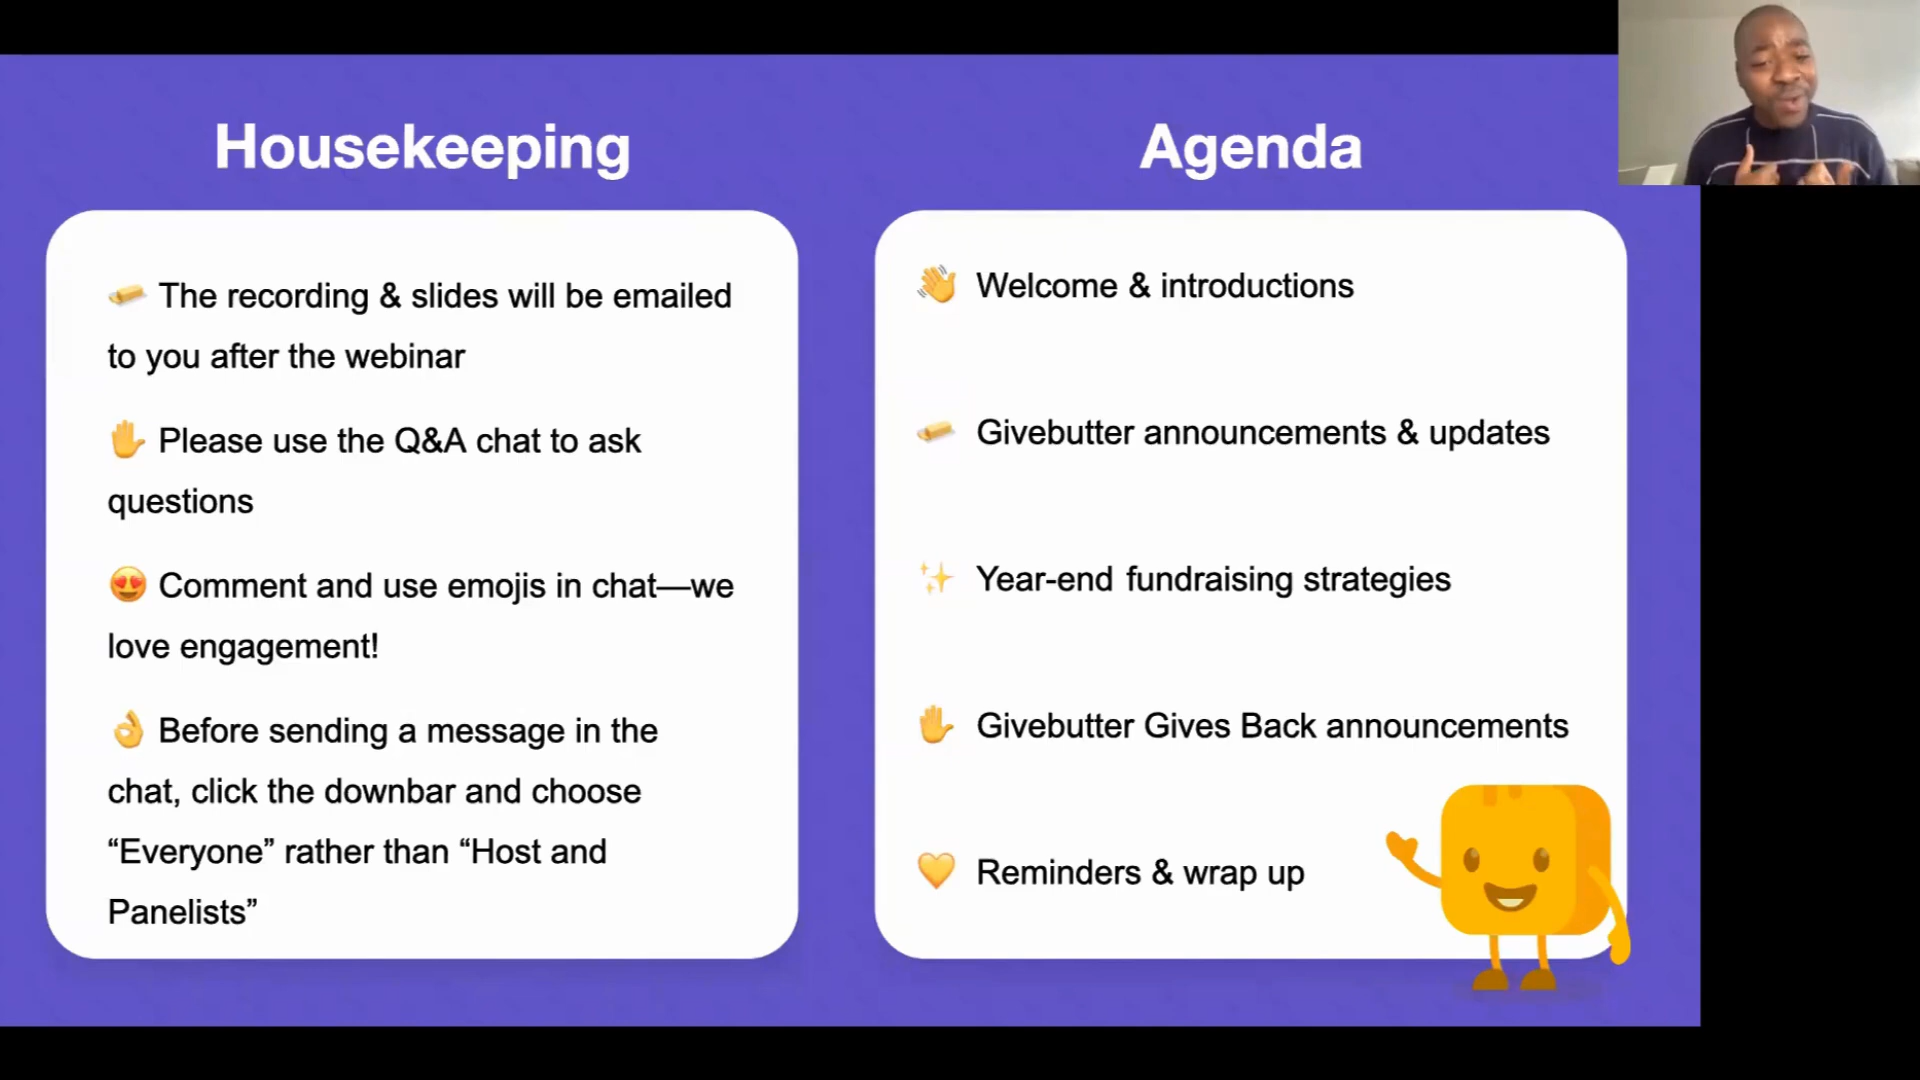 Housekeeping
🧈 The recording & slides will be emailed
to you after the webinar
✋ Please use the Q&A chat to ask
questions
😍 Comment and use emojis in chat—we
love engagement!
👌 Before sending a message in the
chat, click the downbar and choose
“Everyone” rather than “Host and
Panelists”
Agenda
👋 Welcome & introductions
🧈 Givebutter announcements & updates
✨ Year-end fundraising strategies
✋ Givebutter Gives Back announcements
💛 Reminders & wrap up